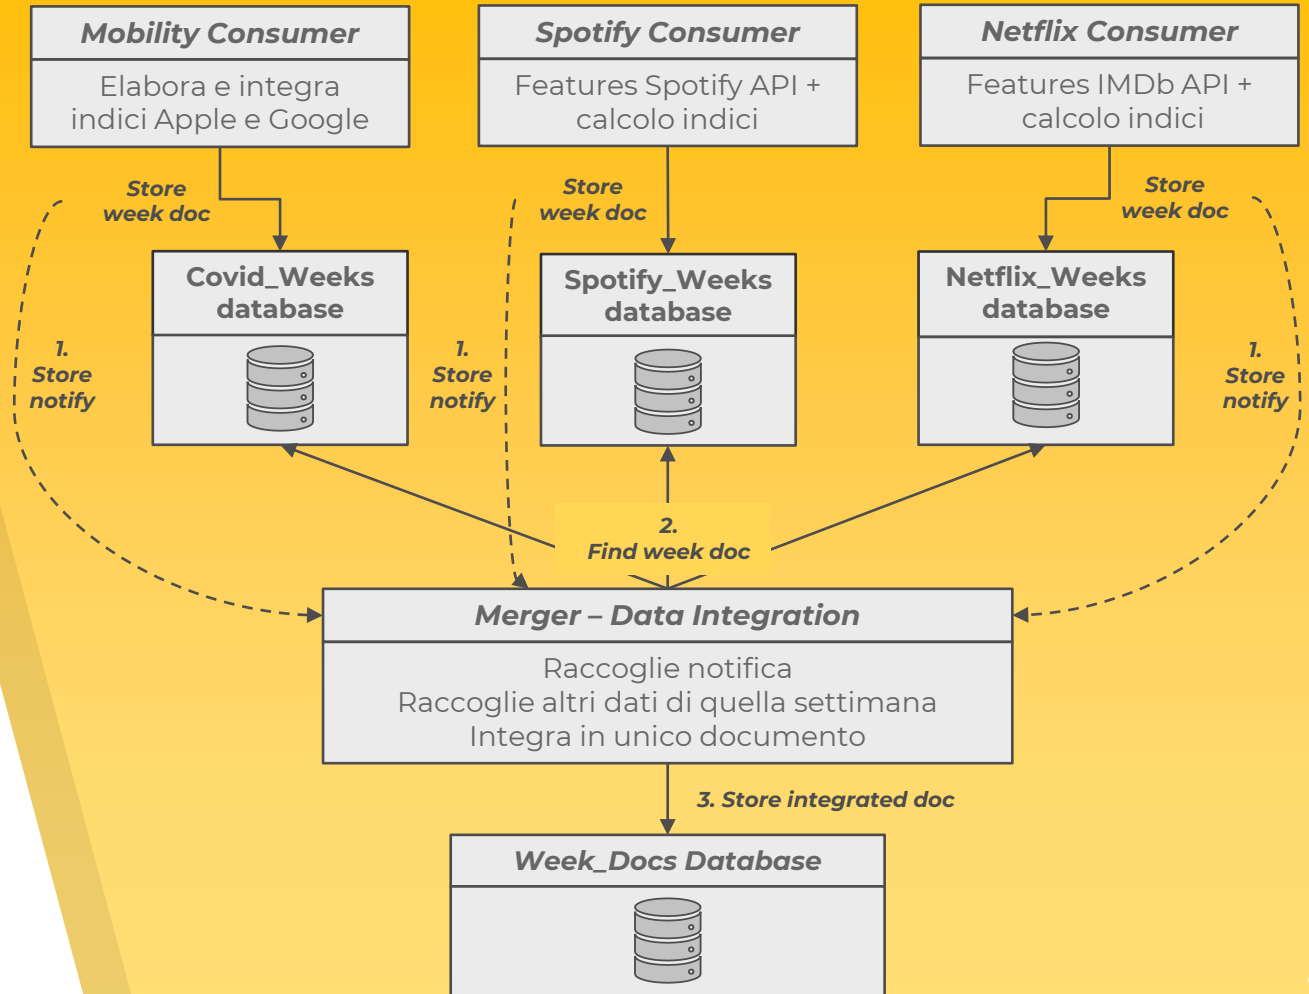 Mobility Consumer
Elabora e integra
indici Apple e Google
Spotify Consumer
Features Spotify API +
calcolo indici
Netflix Consumer
Features IMDb API +
calcolo indici
Store
week doc
Store
week doc
Store
week doc
Covid_Weeks
database
Spotify_Weeks
database
Netflix_Weeks
database
1.
Store
notify
1.
Store
notify
1.
Store
notify
2.
Find week doc
Merger – Data Integration
Raccoglie notifica
Raccoglie altri dati di quella settimana
Integra in unico documento
3. Store integrated doc
Week_Docs Database